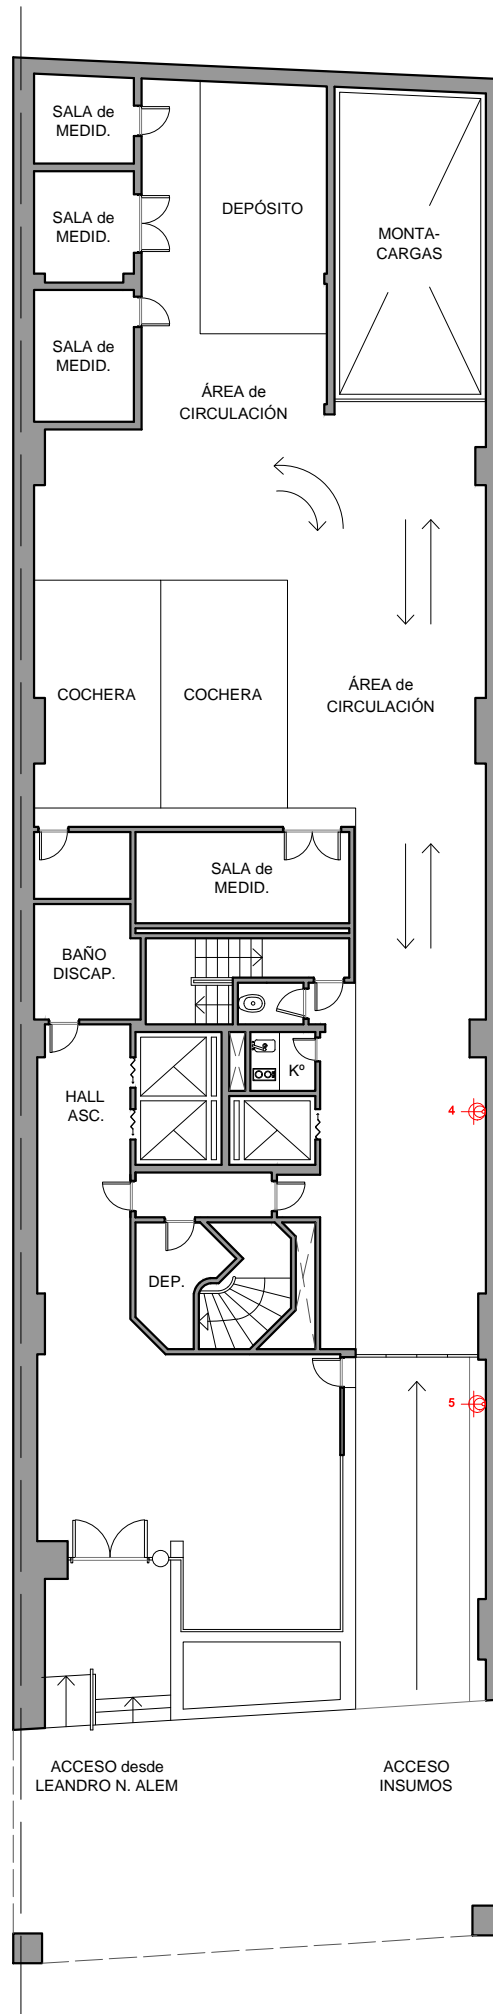 SALA de
MEDID.
SALA de
MEDID.
DEPÓSITO
MONTA-
CARGAS
SALA de
MEDID.
ÁREA de
CIRCULACIÓN
COCHERA
COCHERA
ÁREA de
CIRCULACIÓN
SALA de
MEDID.
BAÑO
DISCAP.
Kº
HALL
ASC.
4
DEP.
5
ACCESO desde
LEANDRO N. ALEM
ACCESO
INSUMOS